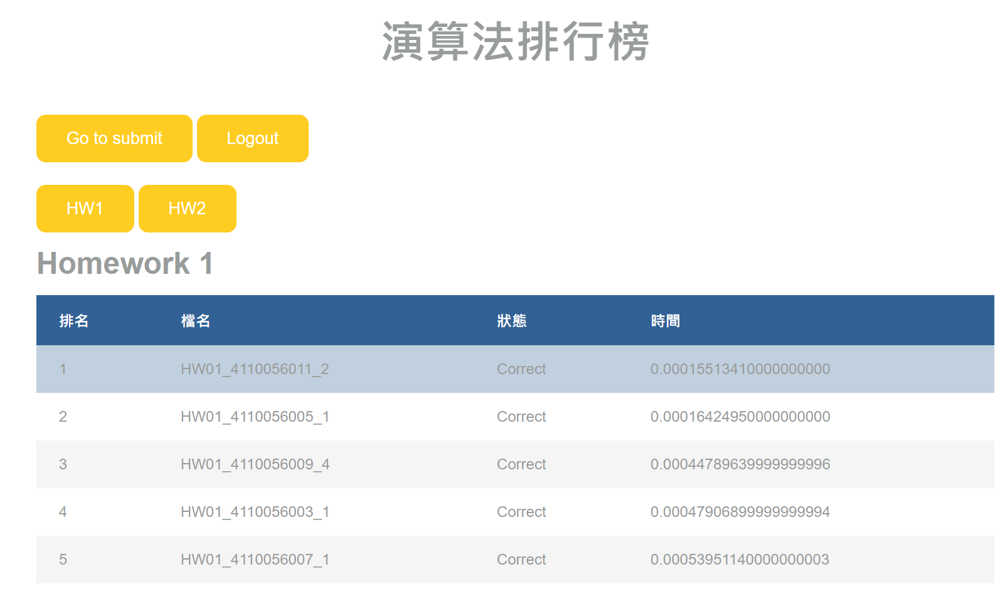 演算法排行榜
Go to submit Logout
HW1 HW2
Homework 1
排名 檔名 狀態 時間
1 HW01_4110056011_2 Correct 0.00015513410000000000
2 HW01_4110056005_1 Correct 0.00016424950000000000
3 HW01_4110056009_4 Correct 0.00044789639999999996
4 HW01_4110056003_1 Correct 0.00047906899999999994
5 HW01_4110056007_1 Correct 0.00053951140000000003